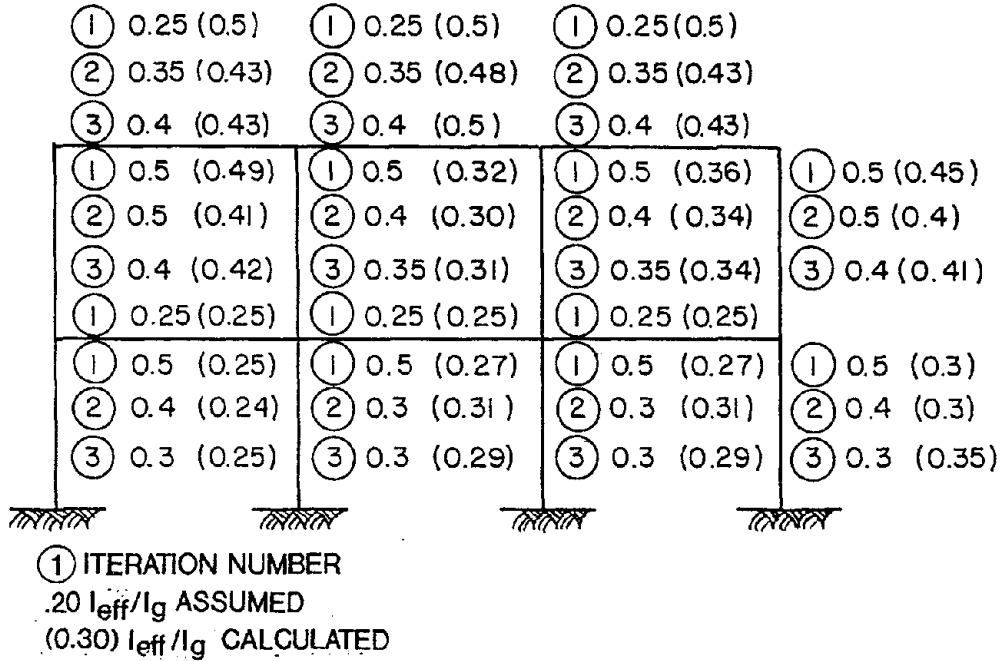 ① 0.25 (0.5) ① 0.25 (0.5) ① 0.25 (0.5)
② 0.35 (0.43) ② 0.35 (0.48) ② 0.35 (0.43)
③ 0.4 (0.43) ③ 0.4 (0.5) ③ 0.4 (0.43)
① 0.5 (0.49) ① 0.5 (0.32) ① 0.5 (0.36) ① 0.5 (0.45)
② 0.5 (0.41) ② 0.4 (0.30) ② 0.4 (0.34) ② 0.5 (0.4)
③ 0.4 (0.42) ③ 0.35 (0.31) ③ 0.35 (0.34) ③ 0.4 (0.41)
① 0.25 (0.25) ① 0.25 (0.25) ① 0.25 (0.25)
① 0.5 (0.25) ① 0.5 (0.27) ① 0.5 (0.27) ① 0.5 (0.3)
② 0.4 (0.24) ② 0.3 (0.31) ② 0.3 (0.31) ② 0.4 (0.3)
③ 0.3 (0.25) ③ 0.3 (0.29) ③ 0.3 (0.29) ③ 0.3 (0.35)
① ITERATION NUMBER
.20 Ieff/Ig ASSUMED
(0.30) Ieff/Ig CALCULATED